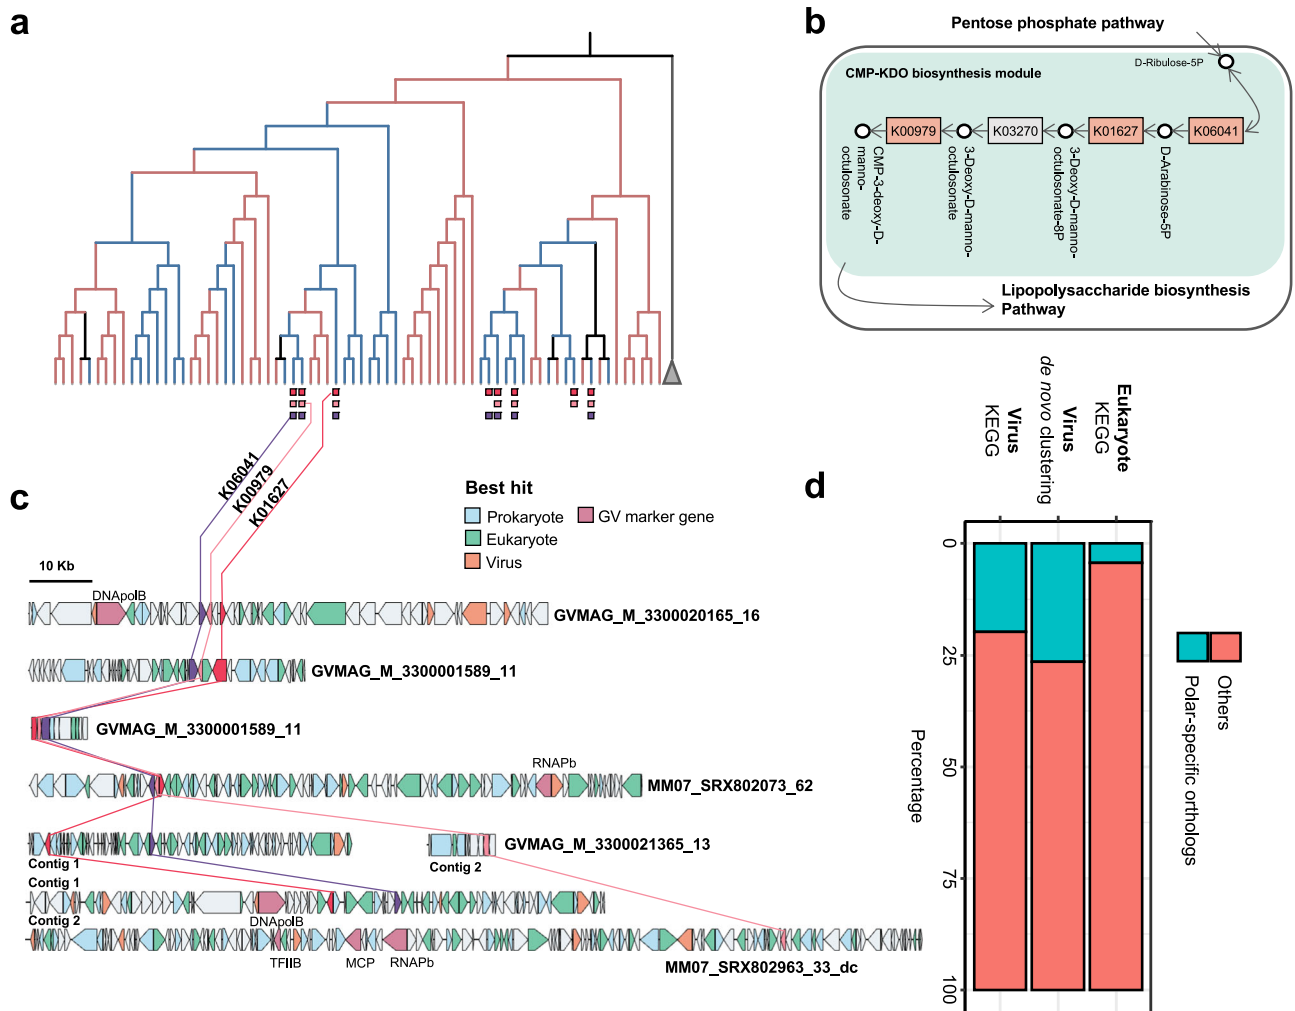 a
b
Pentose phosphate pathway
D-Ribulose-5P
CMP-KDO biosynthesis module
K00979
K03270
K01627
K06041
CMP-3-deoxy-D-
manno-
octulosonate
3-Deoxy-D-manno-
octulosonate
3-Deoxy-D-manno-
octulosonate-8P
D-Arabinose-5P
Lipopolysaccharide biosynthesis
Pathway
K06041
K00979
K01627
c
Best hit
Prokaryote
GV marker gene
Eukaryote
Virus
10 Kb
DNApolB
GVMAG_M_3300020165_16
GVMAG_M_3300001589_11
GVMAG_M_3300001589_11
RNAPb
MM07_SRX802073_62
GVMAG_M_3300021365_13
Contig 1
Contig 2
Contig 1
Contig 2
DNApolB
TFIIB
MCP
RNAPb
MM07_SRX802963_33_dc
d
Eukaryote
KEGG
Virus
de novo clustering
Virus
KEGG
0
25
50
75
100
Percentage
Others
Polar-specific orthologs